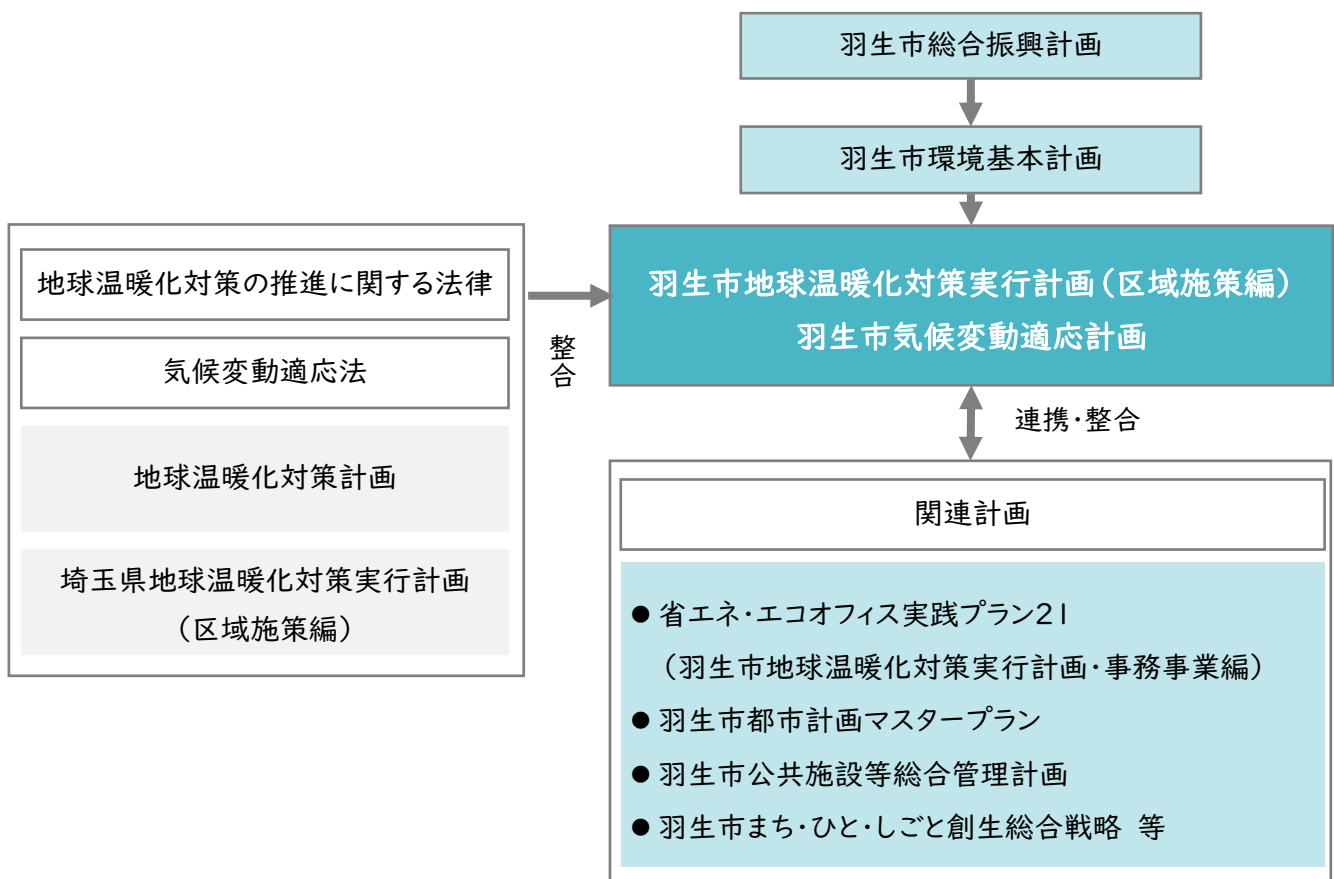 羽生市総合振興計画
羽生市環境基本計画
地球温暖化対策の推進に関する法律
気候変動適応法
地球温暖化対策計画
埼玉県地球温暖化対策実行計画
（区域施策編）
整合
羽生市地球温暖化対策実行計画（区域施策編）
羽生市気候変動適応計画
連携・整合
関連計画
● 省エネ・エコオフィス実践プラン21
（羽生市地球温暖化対策実行計画・事務事業編）
● 羽生市都市計画マスタープラン
● 羽生市公共施設等総合管理計画
● 羽生市まち・ひと・しごと創生総合戦略 等